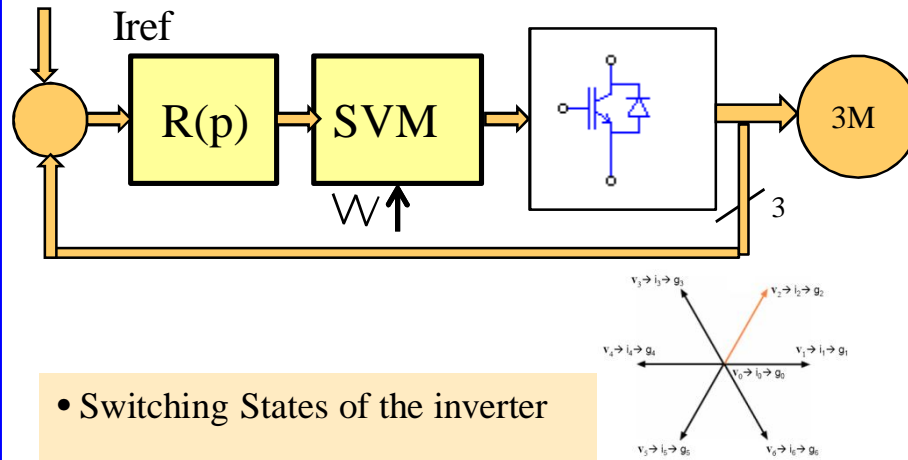 Iref
R(p)
SVM
3M
3
v3→ i3→ g3
v2→ i2→ g2
v4→ i4→ g4
v1→ i1→ g1
v0→ i0→ g0
v5→ i5→ g5
v6→ i6→ g6
• Switching States of the inverter